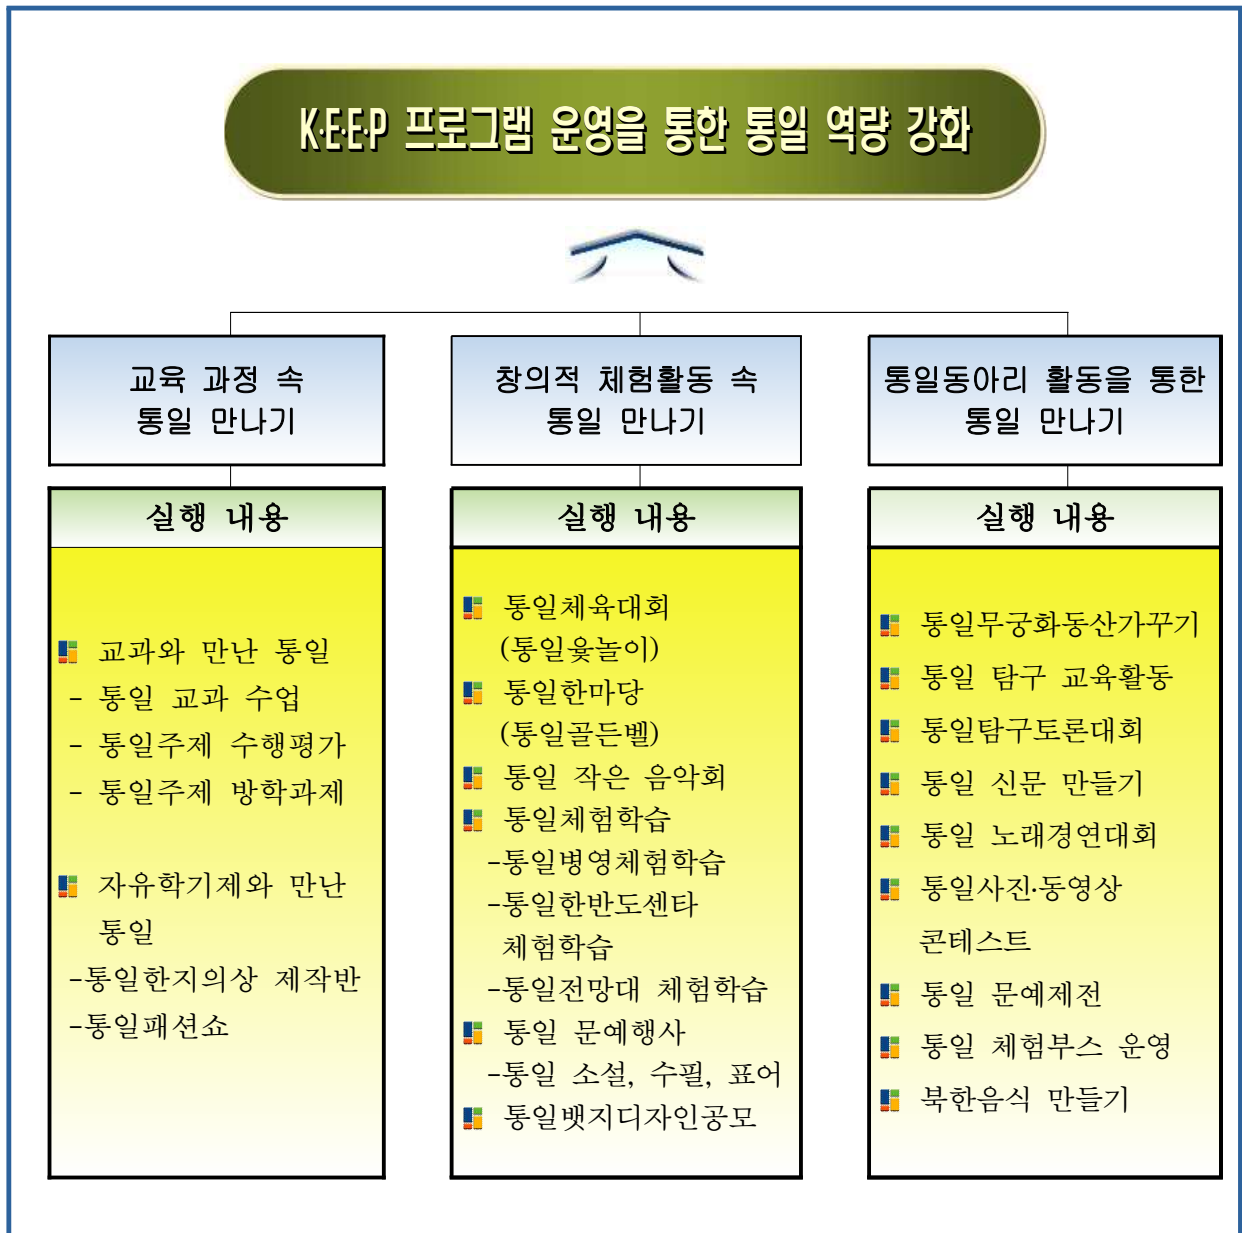 K·E·E·P 프로그램 운영을 통한 통일 역량 강화
교육 과정 속
통일 만나기
실행 내용
교과와 만난 통일
- 통일 교과 수업
- 통일주제 수행평가
- 통일주제 방학과제
자유학기제와 만난
통일
-통일한지의상 제작반
-통일패션쇼
창의적 체험활동 속
통일 만나기
실행 내용
통일체육대회
(통일윷놀이)
통일한마당
(통일골든벨)
통일 작은 음악회
통일체험학습
-통일병영체험학습
-통일한반도센타
체험학습
-통일전망대 체험학습
통일 문예행사
-통일 소설, 수필, 표어
통일뱃지디자인공모
통일동아리 활동을 통한
통일 만나기
실행 내용
통일무궁화동산가꾸기
통일 탐구 교육활동
통일탐구토론대회
통일 신문 만들기
통일 노래경연대회
통일사진·동영상
콘테스트
통일 문예제전
통일 체험부스 운영
북한음식 만들기